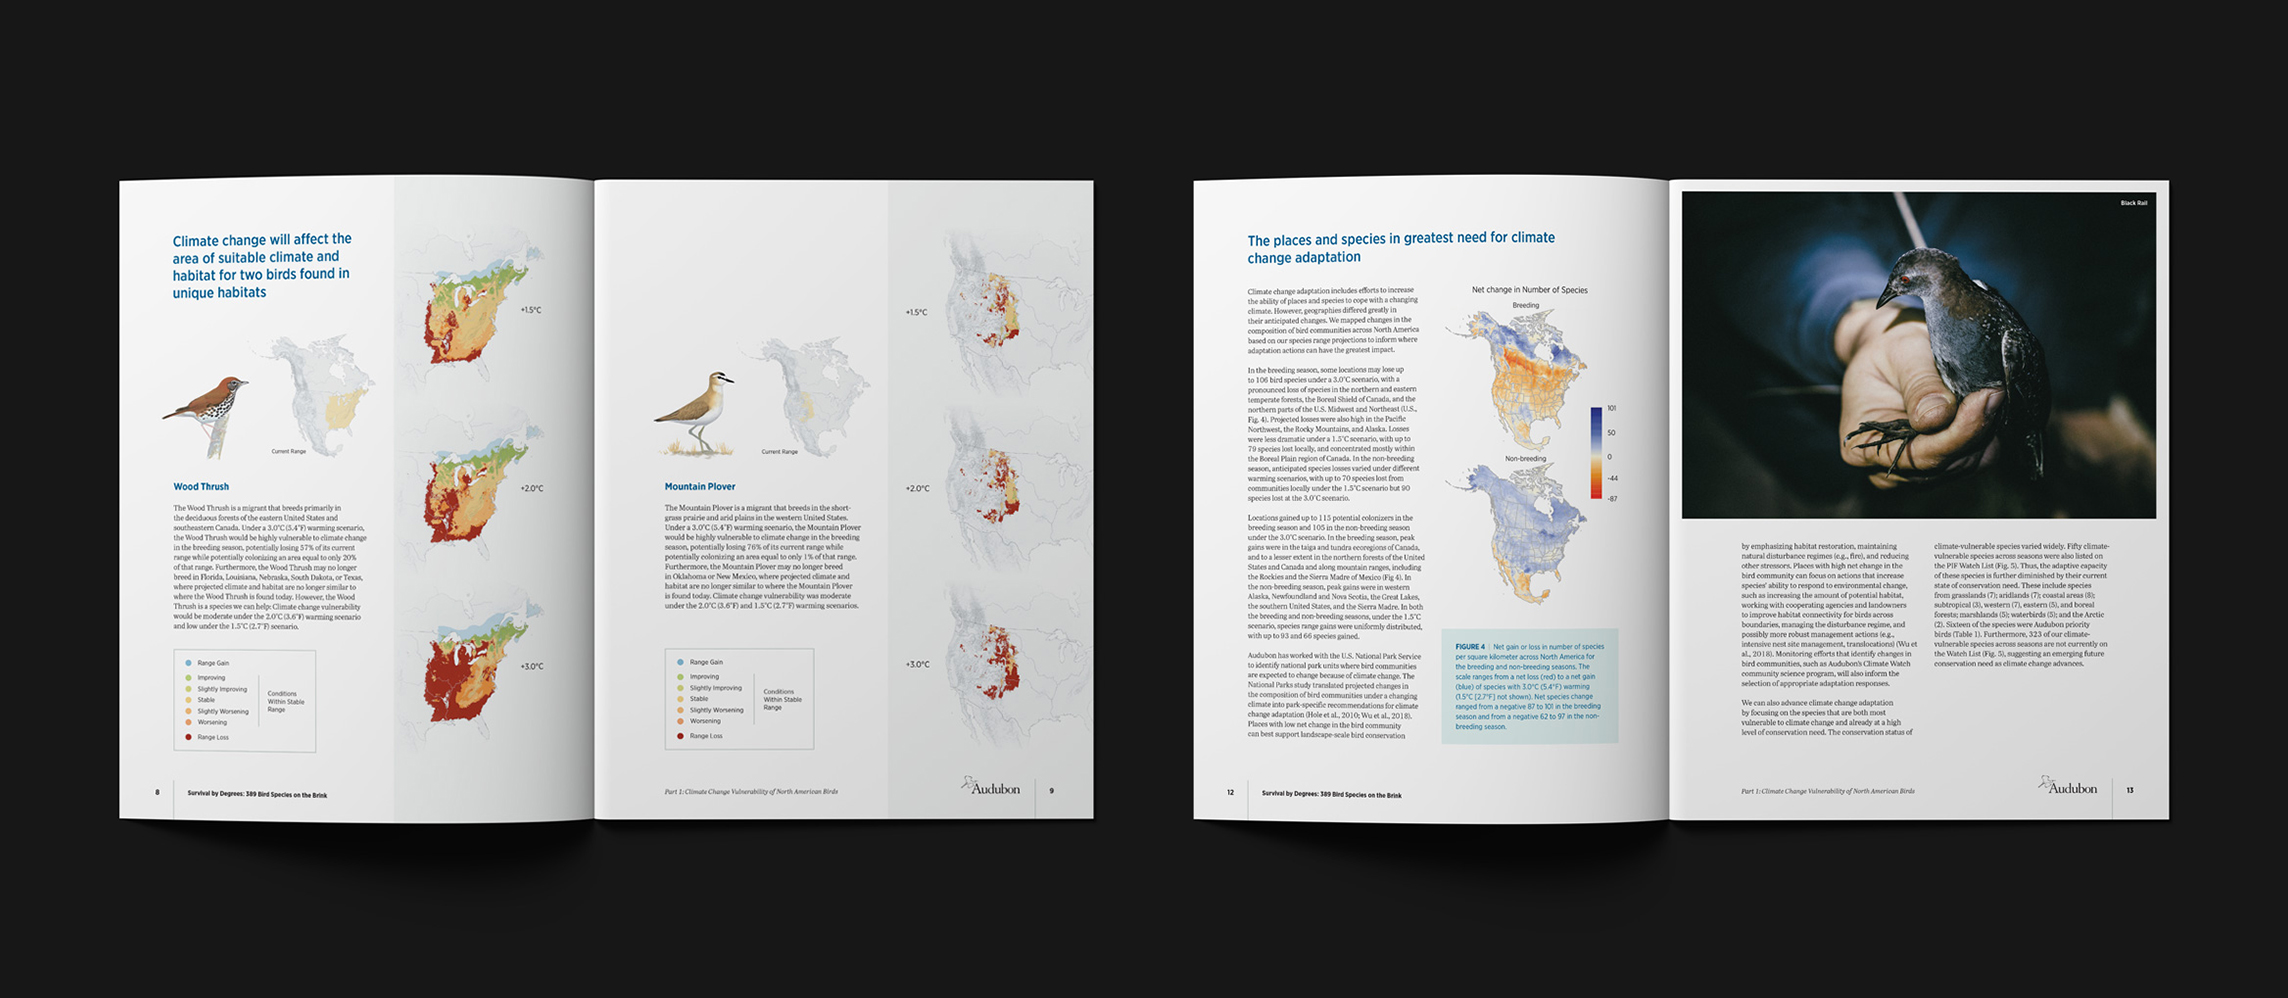 Climate change will affect the
area of suitable climate and
habitat for two birds found in
unique habitats
Current Range
Wood Thrush
The Wood Thrush is a migrant that breeds primarily in
the deciduous forests of the eastern United States and
southeastern Canada. Under a 3.0°C (5.4°F) warming scenario,
the Wood Thrush would be highly vulnerable to climate change
in the breeding season, potentially losing 57% of its current
range while potentially colonizing an area equal to only 20%
of that range. Furthermore, the Wood Thrush may no longer
breed in Florida, Louisiana, Nebraska, South Dakota, or Texas,
where projected climate and habitat are no longer similar to
where the Wood Thrush is found today. However, the Wood
Thrush is a species we can help: Climate change vulnerability
would be moderate under the 2.0°C (3.6°F) warming scenario
and low under the 1.5°C (2.7°F) scenario.
Range Gain
Improving
Slightly Improving
Stable
Slightly Worsening
Worsening
Range Loss
Conditions
Within Stable
Range
+1.5°C
+2.0°C
+3.0°C
8
Survival by Degrees: 389 Bird Species on the Brink
Current Range
Mountain Plover
The Mountain Plover is a migrant that breeds in the short-
grass prairie and arid plains in the western United States.
Under a 3.0°C (5.4°F) warming scenario, the Mountain Plover
would be highly vulnerable to climate change in the breeding
season, potentially losing 76% of its current range while
potentially colonizing an area equal to only 1% of that range.
Furthermore, the Mountain Plover may no longer breed
in Oklahoma or New Mexico, where projected climate and
habitat are no longer similar to where the Mountain Plover
is found today. Climate change vulnerability was moderate
under the 2.0°C (3.6°F) and 1.5°C (2.7°F) warming scenarios.
Range Gain
Improving
Slightly Improving
Stable
Slightly Worsening
Worsening
Range Loss
Conditions
Within Stable
Range
+1.5°C
+2.0°C
+3.0°C
Part 1: Climate Change Vulnerability of North American Birds
Audubon
9
The places and species in greatest need for climate
change adaptation
Climate change adaptation includes efforts to increase
the ability of places and species to cope with a changing
climate. However, geographies differed greatly in
their anticipated changes. We mapped changes in the
composition of bird communities across North America
based on our species range projections to inform where
adaptation actions can have the greatest impact.
In the breeding season, some locations may lose up
to 106 bird species under a 3.0°C scenario, with a
pronounced loss of species in the northern and eastern
temperate forests, the Boreal Shield of Canada, and the
northern parts of the U.S. Midwest and Northeast (U.S.,
Fig. 4). Projected losses were also high in the Pacific
Northwest, the Rocky Mountains, and Alaska. Losses
were less dramatic under a 1.5°C scenario, with up to
79 species lost locally, and concentrated mostly within
the Boreal Plain region of Canada. In the non-breeding
season, anticipated species losses varied under different
warming scenarios, with up to 70 species lost from
communities locally under the 1.5°C scenario but 90
species lost at the 3.0°C scenario.
Locations gained up to 115 potential colonizers in the
breeding season and 105 in the non-breeding season
under the 3.0°C scenario. In the breeding season, peak
gains were in the taiga and tundra ecoregions of Canada,
and to a lesser extent in the northern forests of the United
States and Canada and along mountain ranges, including
the Rockies and the Sierra Madre of Mexico (Fig 4). In
the non-breeding season, peak gains were in western
Alaska, Newfoundland and Nova Scotia, the Great Lakes,
the southern United States, and the Sierra Madre. In both
the breeding and non-breeding seasons, under the 1.5°C
scenario, species range gains were uniformly distributed,
with up to 93 and 66 species gained.
Audubon has worked with the U.S. National Park Service
to identify national park units where bird communities
are expected to change because of climate change. The
National Parks study translated projected changes in
the composition of bird communities under a changing
climate into park-specific recommendations for climate
change adaptation (Hole et al., 2010; Wu et al., 2018).
Places with low net change in the bird community
can best support landscape-scale bird conservation
Net change in Number of Species
Breeding
Non-breeding
101
50
0
-44
-87
FIGURE 4 | Net gain or loss in number of species
per square kilometer across North America for
the breeding and non-breeding seasons. The
scale ranges from a net loss (red) to a net gain
(blue) of species with 3.0°C (5.4°F) warming
(1.5°C [2.7°F] not shown). Net species change
ranged from a negative 87 to 101 in the breeding
season and from a negative 62 to 97 in the non-
breeding season.
12
Survival by Degrees: 389 Bird Species on the Brink
Black Rail
by emphasizing habitat restoration, maintaining
natural disturbance regimes (e.g., fire), and reducing
other stressors. Places with high net change in the
bird community can focus on actions that increase
species' ability to respond to environmental change,
such as increasing the amount of potential habitat,
working with cooperating agencies and landowners
to improve habitat connectivity for birds across
boundaries, managing the disturbance regime, and
possibly more robust management actions (e.g.,
intensive nest site management, translocations) (Wu et
al., 2018). Monitoring efforts that identify changes in
bird communities, such as Audubon's Climate Watch
community science program, will also inform the
selection of appropriate adaptation responses.
We can also advance climate change adaptation
by focusing on the species that are both most
vulnerable to climate change and already at a high
level of conservation need. The conservation status of
climate-vulnerable species varied widely. Fifty climate-
vulnerable species across seasons were also listed on
the PIF Watch List (Fig. 5). Thus, the adaptive capacity
of these species is further diminished by their current
state of conservation need. These include species
from grasslands (7); aridlands (7); coastal areas (8);
subtropical (3), western (7), eastern (5), and boreal
forests; marshlands (5); waterbirds (5); and the Arctic
(2). Sixteen of the species were Audubon priority
birds (Table 1). Furthermore, 323 of our climate-
vulnerable species across seasons are not currently on
the Watch List (Fig. 5), suggesting an emerging future
conservation need as climate change advances.
Part 1: Climate Change Vulnerability of North American Birds
Audubon
13